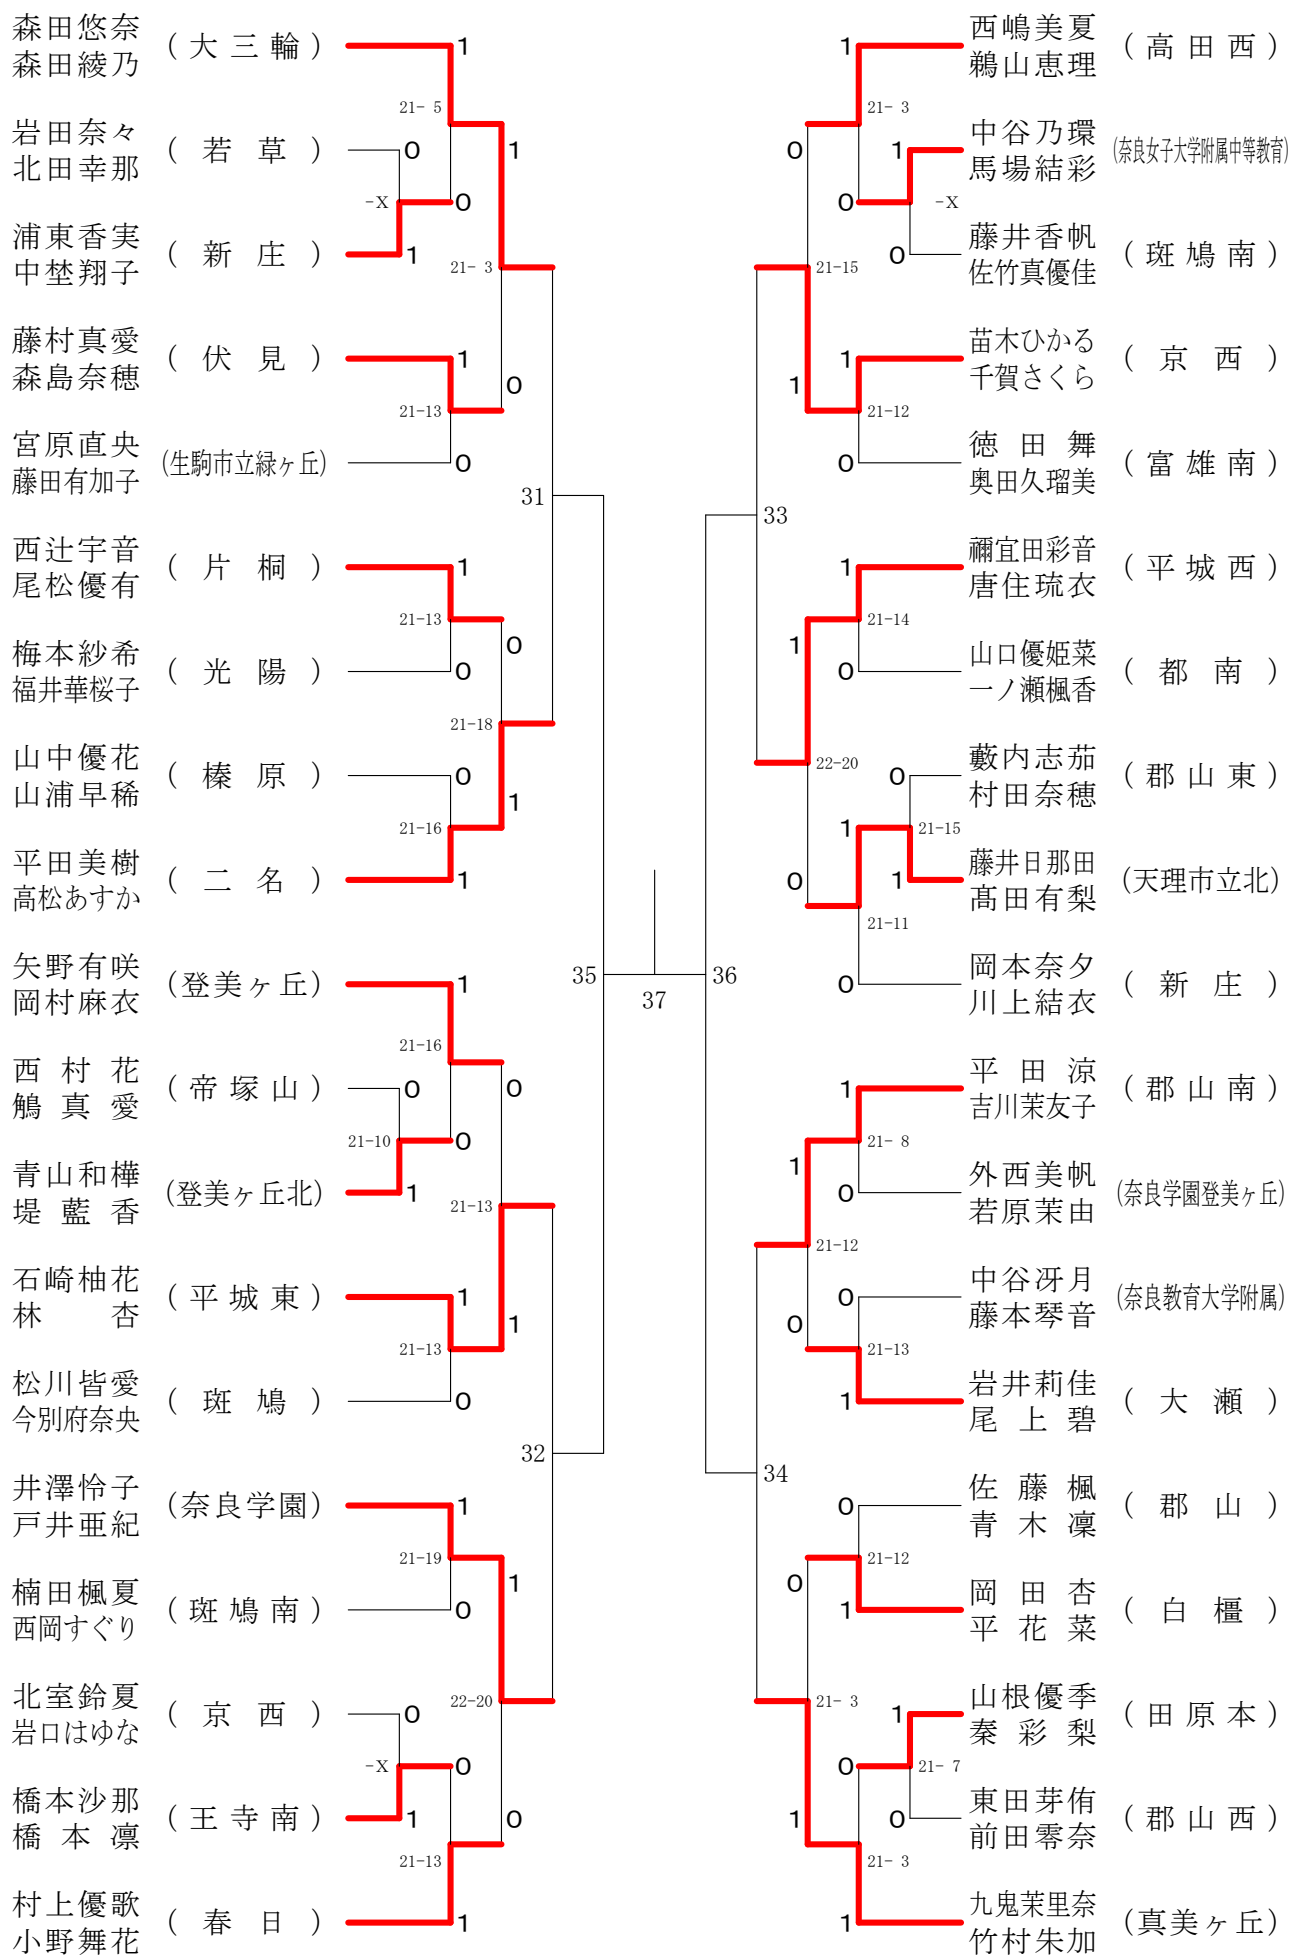 森田悠奈
森田綾乃
(大三輪)
1
21- 5
岩田奈々
北田幸那
(若草)
0
1
-X
0
浦東香実
中埜翔子
(新庄)
1
21- 3
藤村真愛
森島奈穂
(伏見)
1
0
21-13
宮原直央
藤田有加子
(生駒市立緑ヶ丘)
0
31
西辻宇音
尾松優有
(片桐)
1
21-13
0
梅本紗希
福井華桜子
(光陽)
0
21-18
山中優花
山浦早稀
(榛原)
0
1
21-16
平田美樹
高松あすか
(二名)
1
35
矢野有咲
岡村麻衣
(登美ヶ丘)
1
21-16
西村花
鵤真愛
(帝塚山)
0
0
21-10
0
青山和樺
堤藍香
(登美ヶ丘北)
1
21-13
石崎柚花
林杏
(平城東)
1
1
21-13
松川皆愛
今別府奈央
(斑鳩)
0
32
井澤怜子
戸井亜紀
(奈良学園)
1
21-19
1
楠田楓夏
西岡すぐり
(斑鳩南)
0
22-20
北室鈴夏
岩口はゆな
(京西)
0
-X
0
橋本沙那
橋本凛
(王寺南)
1
0
21-13
村上優歌
小野舞花
(春日)
1
37
西嶋美夏
鵜山恵理
(高田西)
1
21- 3
0
中谷乃環
馬場結彩
(奈良女子大学附属中等教育)
1
0
-X
藤井香帆
佐竹真優佳
(斑鳩南)
0
21-15
苗木ひかる
千賀さくら
(京西)
1
1
21-12
徳田舞
奥田久瑠美
(富雄南)
0
33
禰宜田彩音
唐住琉衣
(平城西)
1
21-14
1
山口優姫菜
一ノ瀬楓香
(都南)
0
22-20
藪内志茄
村田奈穂
(郡山東)
0
1
21-15
藤井日那田
髙田有梨
(天理市立北)
1
0
21-11
岡本奈夕
川上結衣
(新庄)
0
36
平田涼
吉川茉友子
(郡山南)
1
21- 8
1
外西美帆
若原茉由
(奈良学園登美ヶ丘)
0
21-12
中谷冴月
藤本琴音
(奈良教育大学附属)
0
0
21-13
岩井莉佳
尾上碧
(大瀬)
1
34
佐藤楓
青木凜
(郡山)
0
21-12
0
岡田杏
平花菜
(白橿)
1
21- 3
山根優季
秦彩梨
(田原本)
1
0
21- 7
東田芽侑
前田零奈
(郡山西)
0
1
21- 3
九鬼茉里奈
竹村朱加
(真美ヶ丘)
1